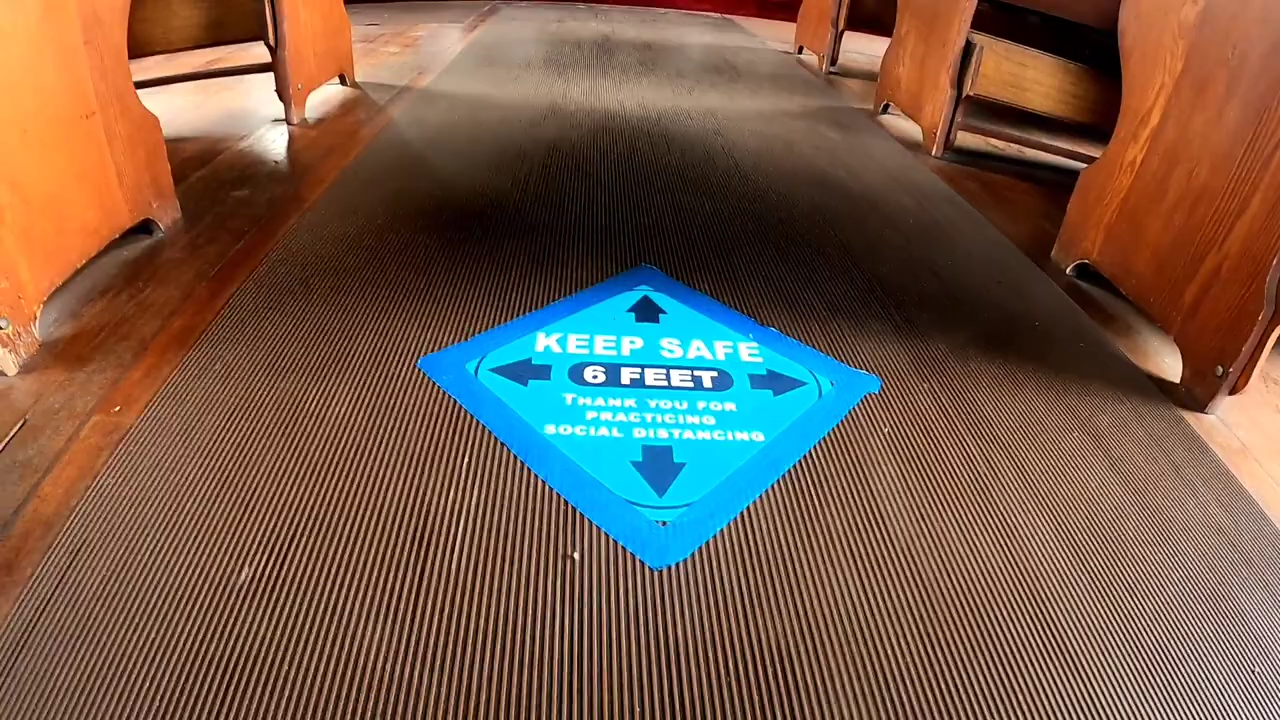 KEEP SAFE
6 FEET
THANK YOU FOR
PRACTICING
SOCIAL DISTANCING